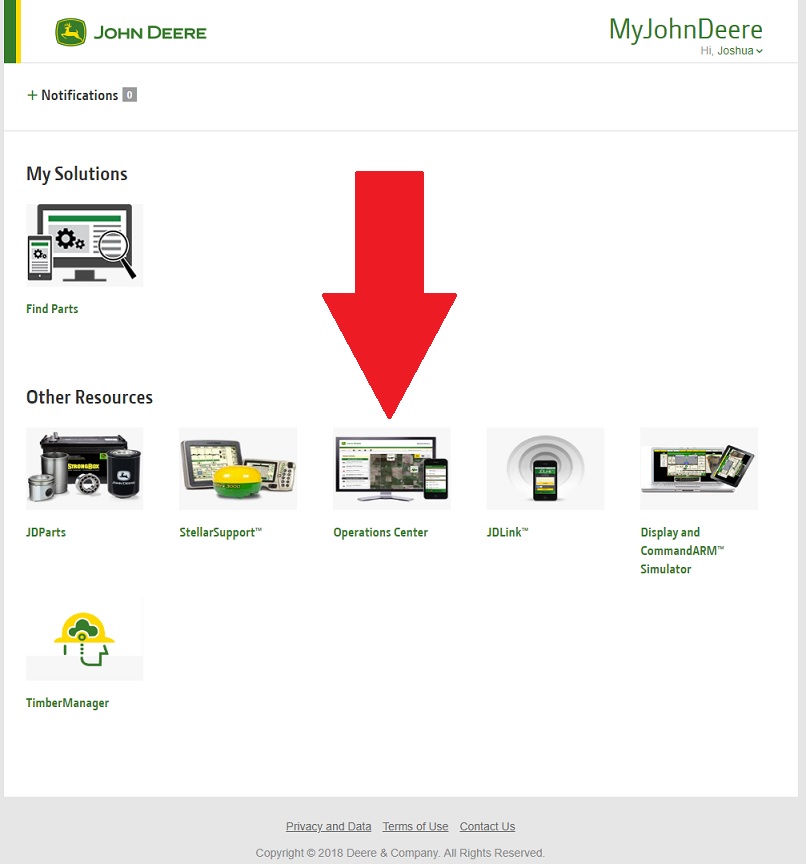 JOHN DEERE
MyJohnDeere
Hi, Joshua
+ Notifications 0
My Solutions
Find Parts
Other Resources
STRONGBOX
JDParts
StellarSupport™
Operations Center
JDLink™
Display and
CommandARM™
Simulator
TimberManager
Privacy and Data Terms of Use Contact Us
Copyright © 2018 Deere & Company. All Rights Reserved.